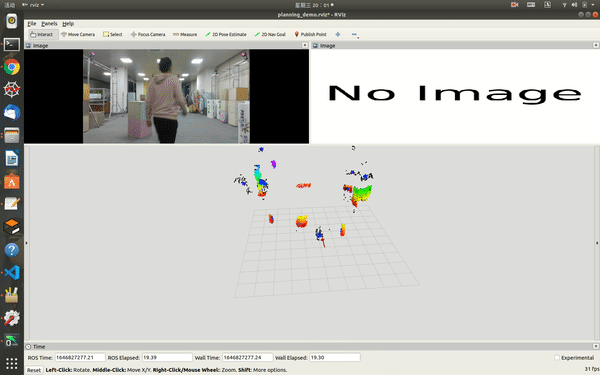 活动 rviz 星期三 20：01
planning_demo.rviz* - RViz
File Panels Help
Interact Move Camera Select Focus Camera Measure 2D Pose Estimate 2D Nav Goal Publish Point
Image
Image
No Image
Time
ROS Time: 1646827277.21 ROS Elapsed: 19.39 Wall Time: 1646827277.24 Wall Elapsed: 19.30 Experimental
Reset Left-Click: Rotate. Middle-Click: Move X/Y. Right-Click/Mouse Wheel: Zoom. Shift: More options. 31 fps